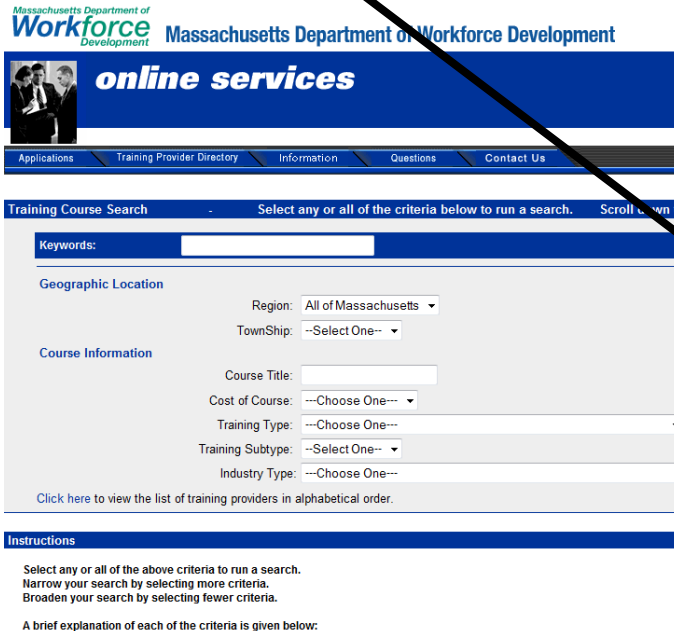 Massachusetts Department of
Workforce
Development
Massachusetts Department of Workforce Development
online services
Applications Training Provider Directory Information Questions Contact Us
Training Course Search - Select any or all of the criteria below to run a search. Scroll down
Keywords:
Geographic Location
Region: All of Massachusetts
TownShip: --Select One--
Course Information
Course Title:
Cost of Course: ---Choose One---
Training Type: ---Choose One---
Training Subtype: --Select One--
Industry Type: ---Choose One---
Click here to view the list of training providers in alphabetical order.
Instructions
Select any or all of the above criteria to run a search.
Narrow your search by selecting more criteria.
Broaden your search by selecting fewer criteria.
A brief explanation of each of the criteria is given below: